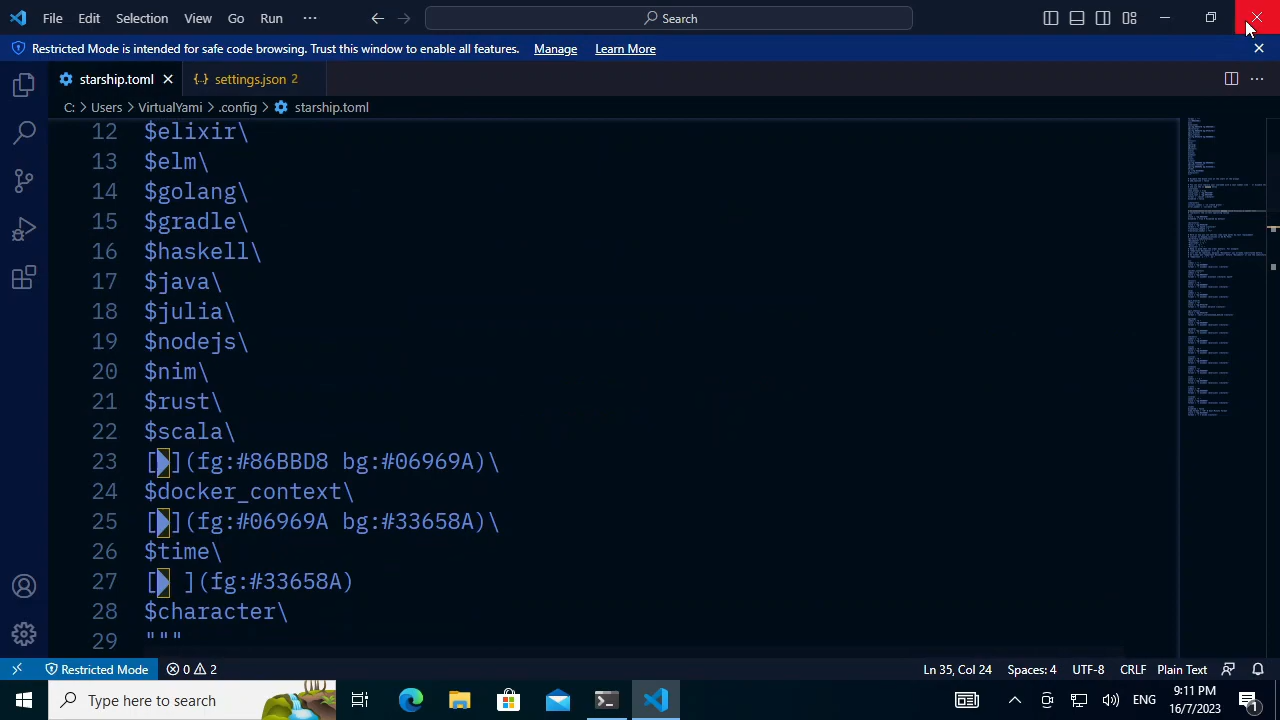 File Edit Selection View Go Run ··· Search
Restricted Mode is intended for safe code browsing. Trust this window to enable all features. Manage Learn More
starship.toml settings.json 2
C: > Users > VirtualYami > .config > starship.toml
12 $elixir\
13 $elm\
14 $golang\
15 $gradle\
16 $haskell\
17 $java\
18 $julia\
19 $nodejs\
20 $nim\
21 $rust\
22 $scala\
23 [](fg:#86BBD8 bg:#06969A)\
24 $docker_context\
25 [](fg:#06969A bg:#33658A)\
26 $time\
27 [ ](fg:#33658A)
28 $character\
29 """
Restricted Mode 0 2 Ln 35, Col 24 Spaces: 4 UTF-8 CRLF Plain Text
Type here to search ENG 9:11 PM
16/7/2023 1